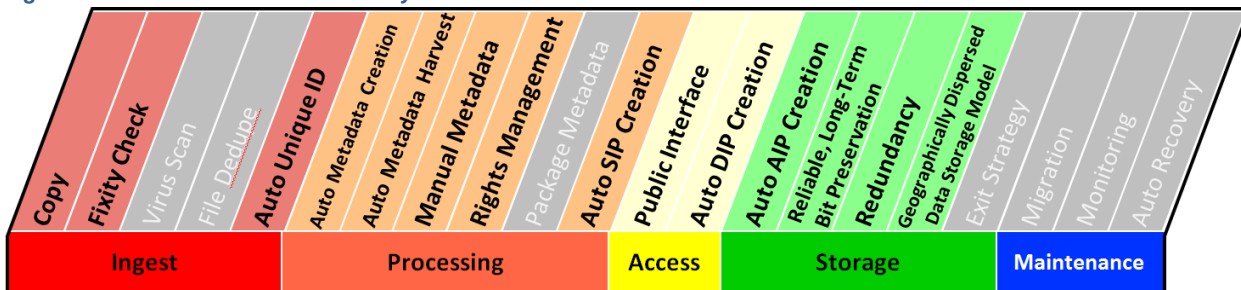 Copy
Fixity Check
Virus Scan
File Dedupe
Auto Unique ID
Auto Metadata Creation
Auto Metadata Harvest
Manual Metadata
Rights Management
Package Metadata
Auto SIP Creation
Public Interface
Auto DIP Creation
Auto AIP Creation
Reliable, Long-Term
Bit Preservation
Redundancy
Geographically Dispersed
Data Storage Model
Exit Strategy
Migration
Monitoring
Auto Recovery
Ingest
Processing
Access
Storage
Maintenance